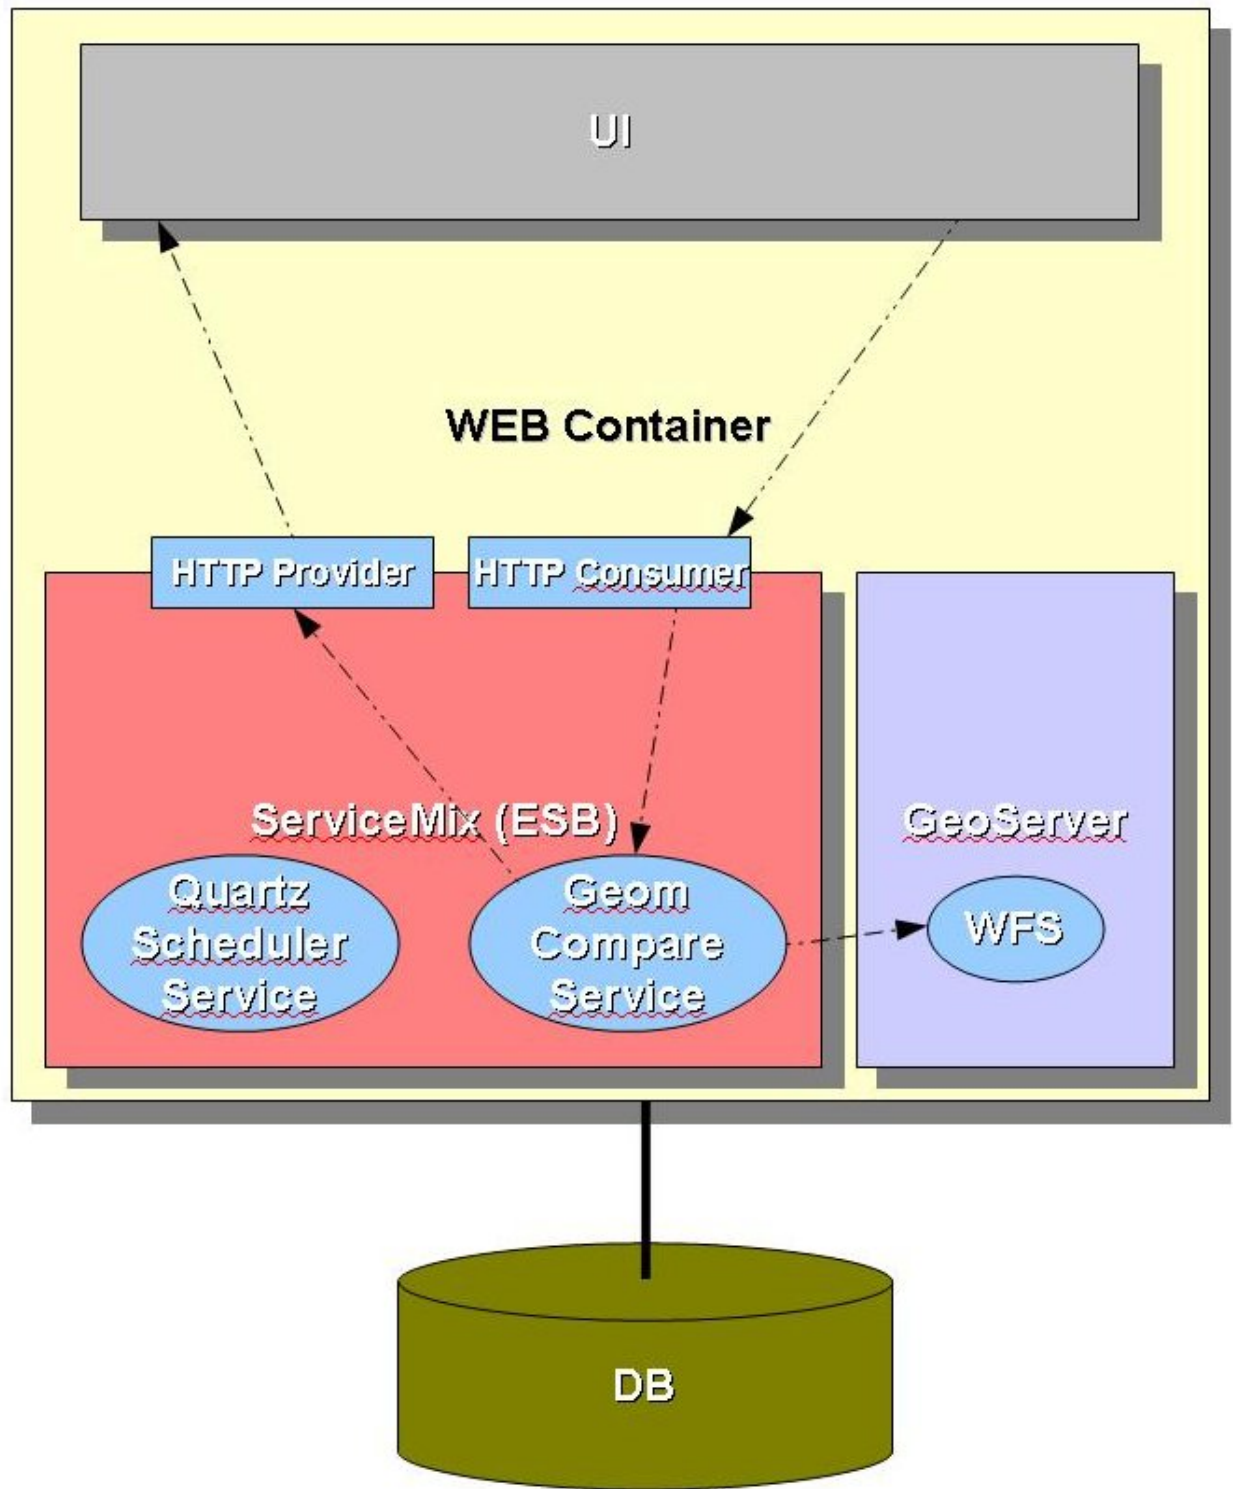 UI
WEB Container
HTTP Provider
HTTP Consumer
ServiceMix (ESB)
GeoServer
Quartz
Scheduler
Service
Geom
Compare
Service
WFS
DB